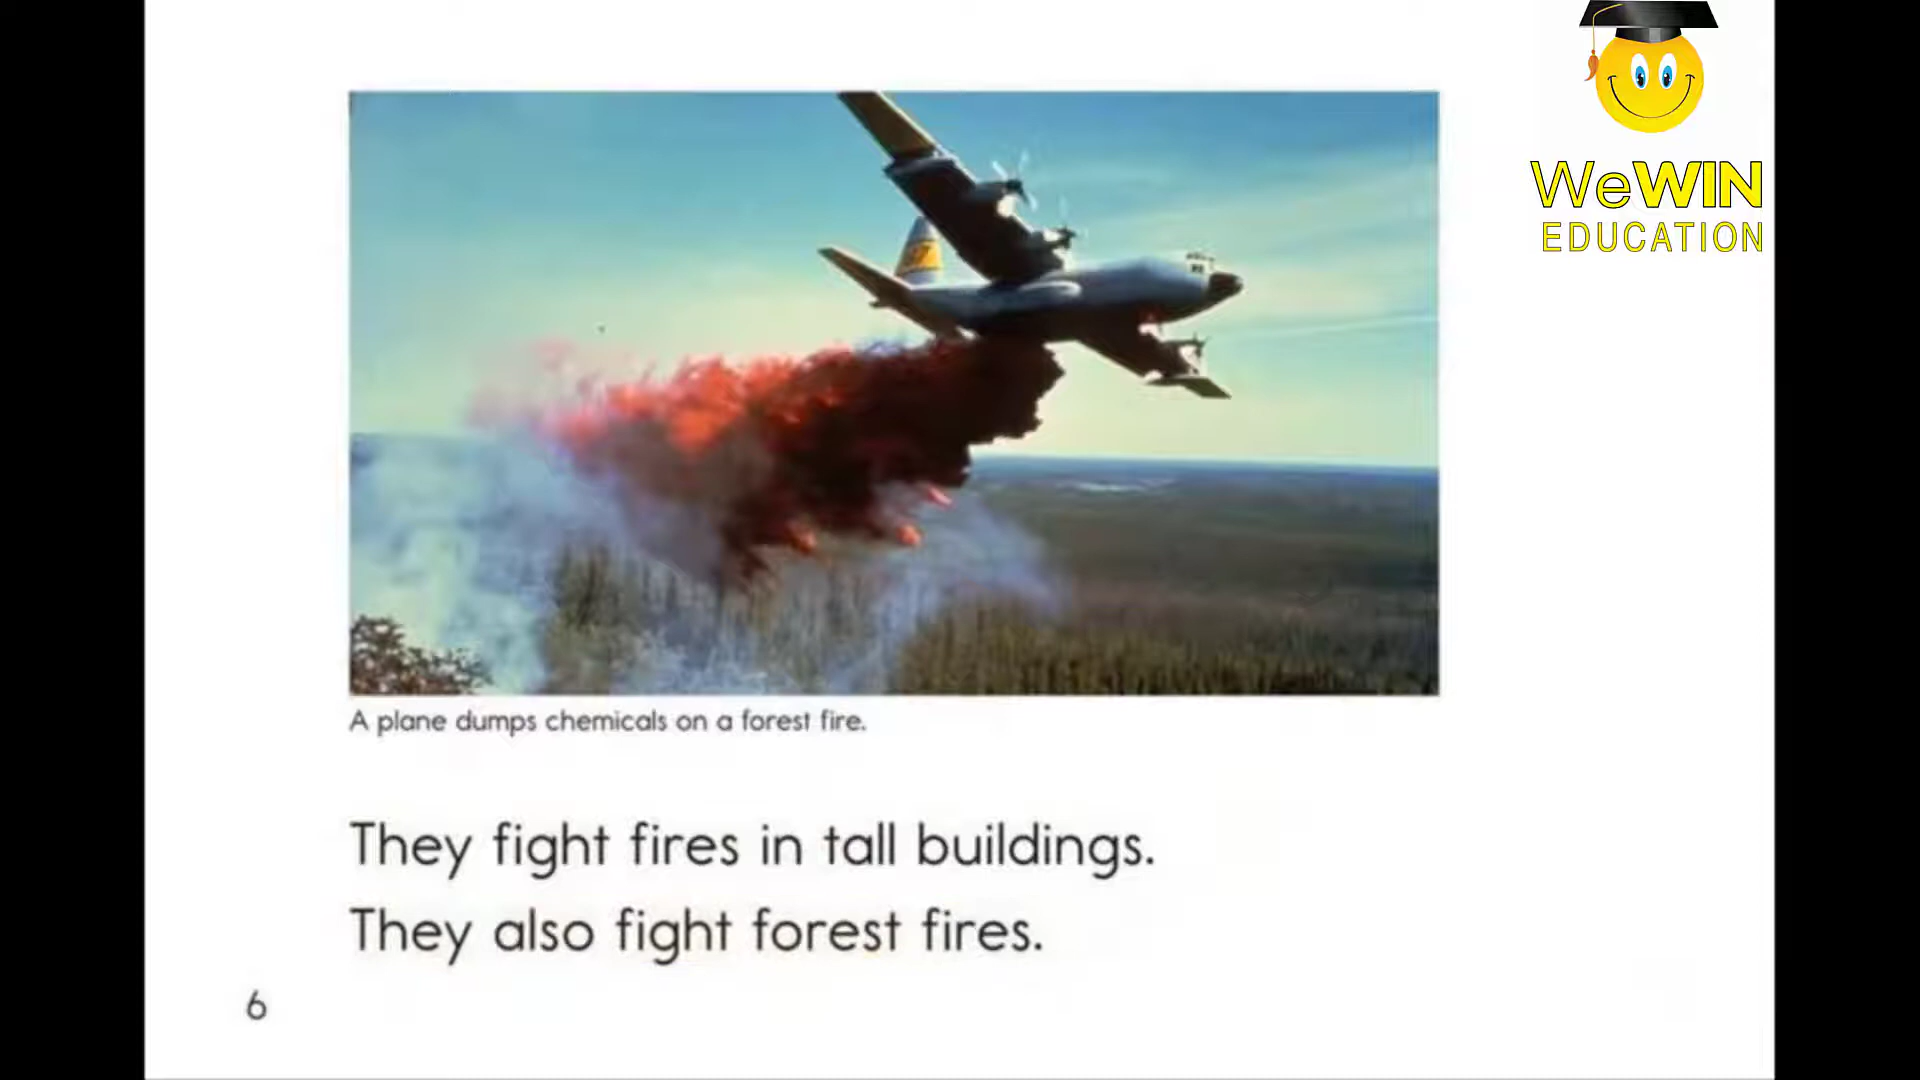 WeWIN
EDUCATION
A plane dumps chemicals on a forest fire.
They fight fires in tall buildings.
They also fight forest fires.
6